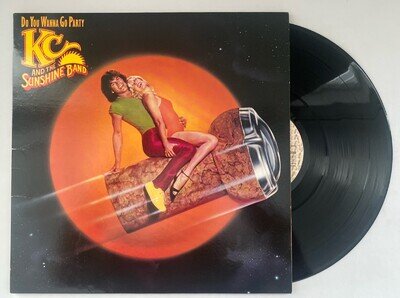 Do You Wanna Go Party
KC
AND THE
SUNSHINE BAND